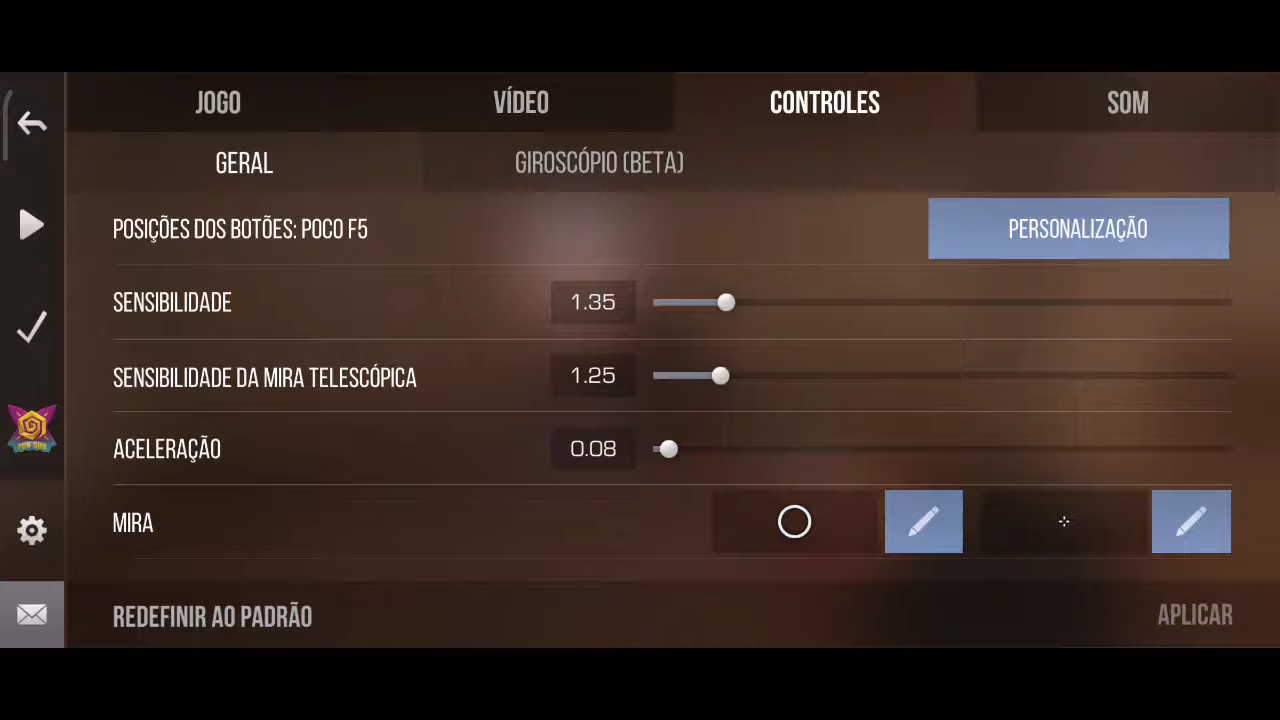 JOGO VÍDEO CONTROLES SOM
GERAL GIROSCÓPIO (BETA)
POSIÇÕES DOS BOTÕES: POCO F5 PERSONALIZAÇÃO
SENSIBILIDADE 1.35
SENSIBILIDADE DA MIRA TELESCÓPICA 1.25
ACELERAÇÃO 0.08
MIRA
REDEFINIR AO PADRÃO APLICAR